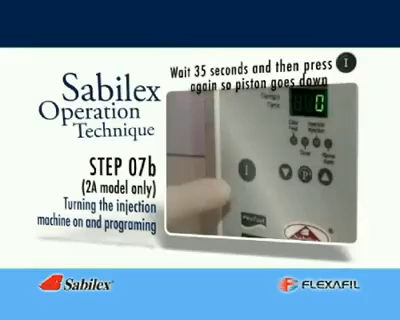 Wait 35 seconds and then press I
again so piston goes down
Sabilex
Operation
Technique
STEP 07b
(2A model only)
Turning the injection
machine on and programing
0
I
P
Sabilex
FLEXAFIL